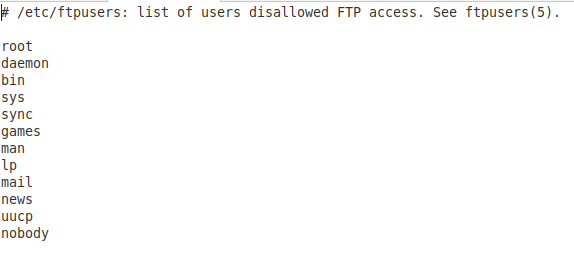 # /etc/ftpusers: list of users disallowed FTP access. See ftpusers(5).
root
daemon
bin
sys
sync
games
man
lp
mail
news
uucp
nobody